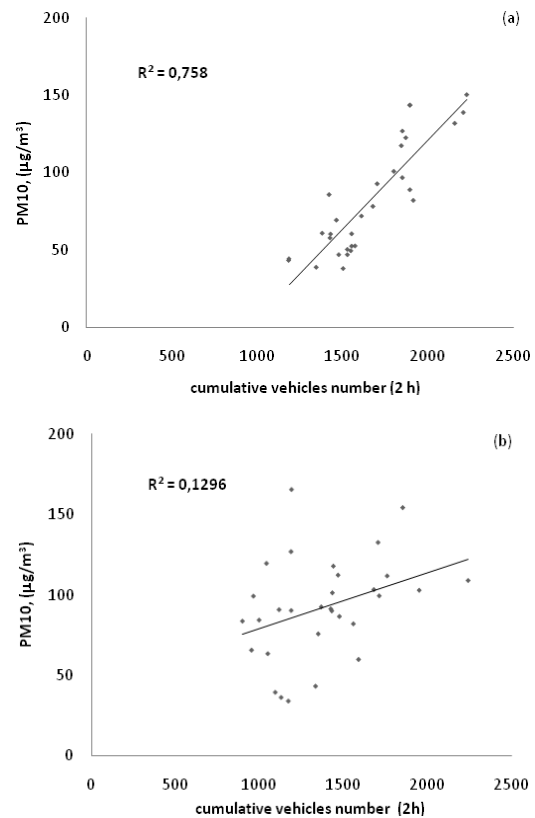 (a)
200
R² = 0,758
150
PM10, (µg/m³)
100
50
0
0 500 1000 1500 2000 2500
cumulative vehicles number (2 h)
(b)
200
R² = 0,1296
150
PM10, (µg/m³)
100
50
0
0 500 1000 1500 2000 2500
cumulative vehicles number (2h)